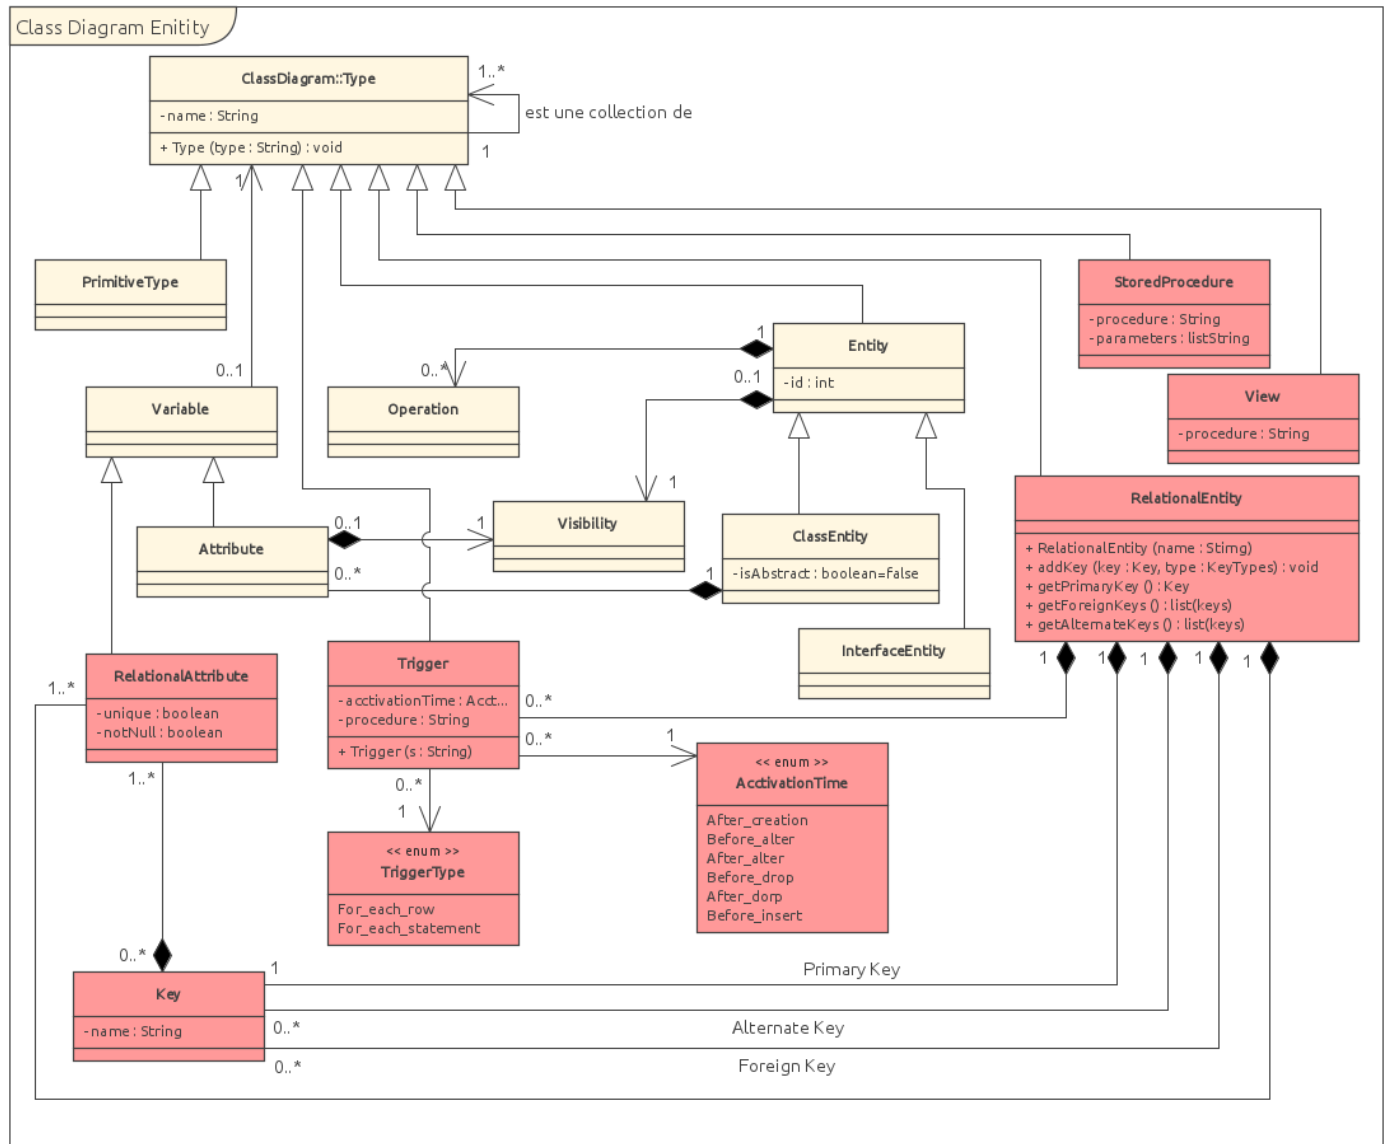 Class Diagram Enitity
ClassDiagram::Type
- name : String
+ Type (type : String) : void
1..*
est une collection de
1
1
PrimitiveType
StoredProcedure
- procedure : String
- parameters : listString
View
- procedure : String
Entity
- id : int
1
0..*
0..1
0..1
Variable
Operation
1
Visibility
RelationalEntity
+ RelationalEntity (name : Stimg)
+ addKey (key : Key, type : KeyTypes) : void
+ getPrimaryKey () : Key
+ getForeignKeys () : list(keys)
+ getAlternateKeys () : list(keys)
Attribute
0..1
1
0..*
1
ClassEntity
- isAbstract : boolean=false
InterfaceEntity
1
1
1
1
1
RelationalAttribute
- unique : boolean
- notNull : boolean
1..*
1..*
Trigger
- acctivationTime : Acct...
- procedure : String
+ Trigger (s : String)
0..*
0..*
1
0..*
1
<< enum >>
AcctivationTime
After_creation
Before_alter
After_alter
Before_drop
After_dorp
Before_insert
<< enum >>
TriggerType
For_each_row
For_each_statement
0..*
Key
- name : String
1
Primary Key
0..*
Alternate Key
0..*
Foreign Key